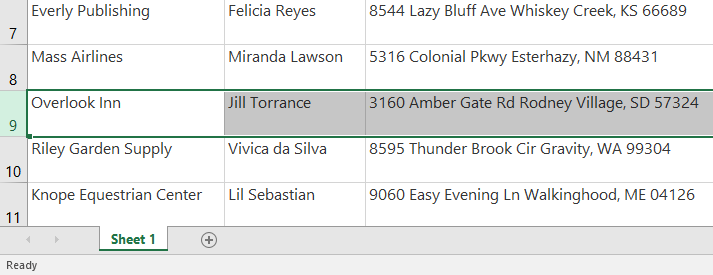 7 Everly Publishing Felicia Reyes 8544 Lazy Bluff Ave Whiskey Creek, KS 66689
8 Mass Airlines Miranda Lawson 5316 Colonial Pkwy Esterhazy, NM 88431
9 Overlook Inn Jill Torrance 3160 Amber Gate Rd Rodney Village, SD 57324
10 Riley Garden Supply Vivica da Silva 8595 Thunder Brook Cir Gravity, WA 99304
11 Knope Equestrian Center Lil Sebastian 9060 Easy Evening Ln Walkinghood, ME 04126
Sheet 1
Ready